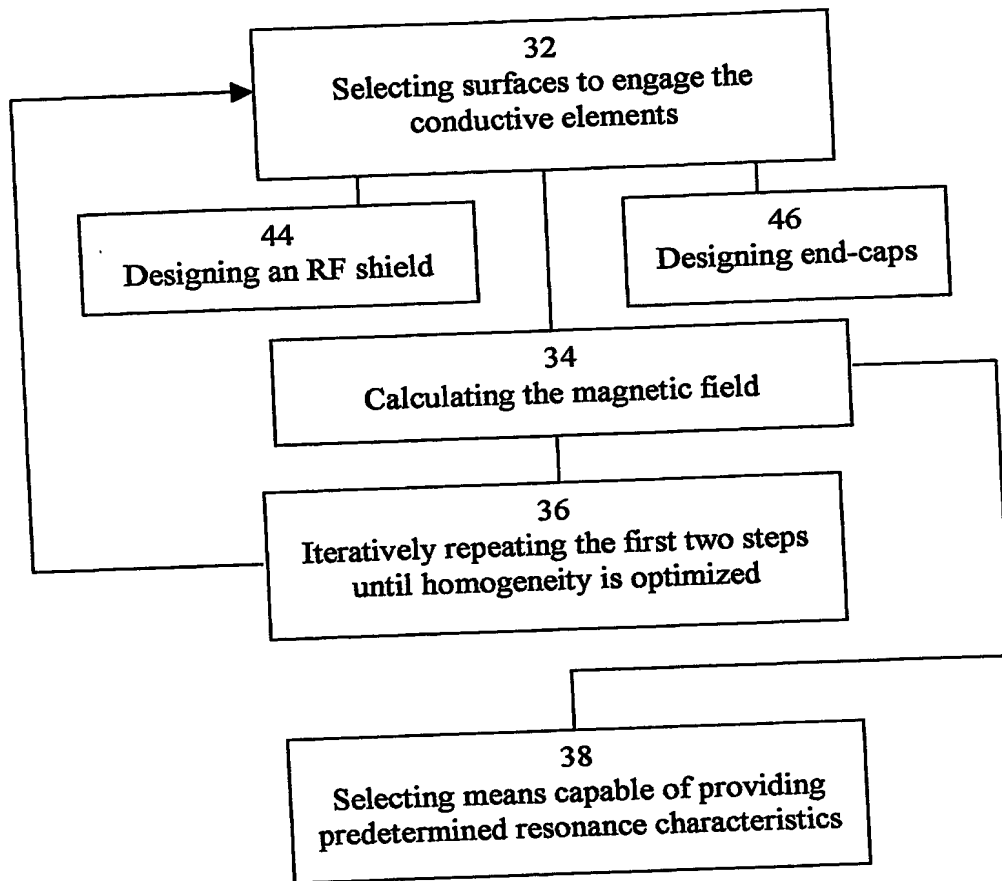 32
Selecting surfaces to engage the
conductive elements
44
Designing an RF shield
46
Designing end-caps
34
Calculating the magnetic field
36
Iteratively repeating the first two steps
until homogeneity is optimized
38
Selecting means capable of providing
predetermined resonance characteristics